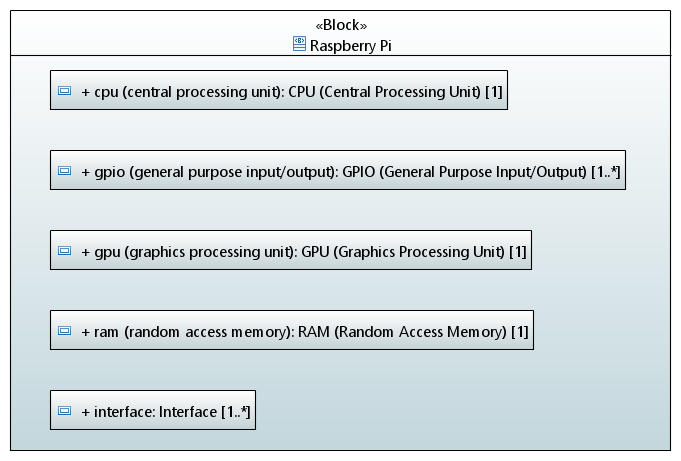 «Block»
Raspberry Pi
+ cpu (central processing unit): CPU (Central Processing Unit) [1]
+ gpio (general purpose input/output): GPIO (General Purpose Input/Output) [1..*]
+ gpu (graphics processing unit): GPU (Graphics Processing Unit) [1]
+ ram (random access memory): RAM (Random Access Memory) [1]
+ interface: Interface [1..*]